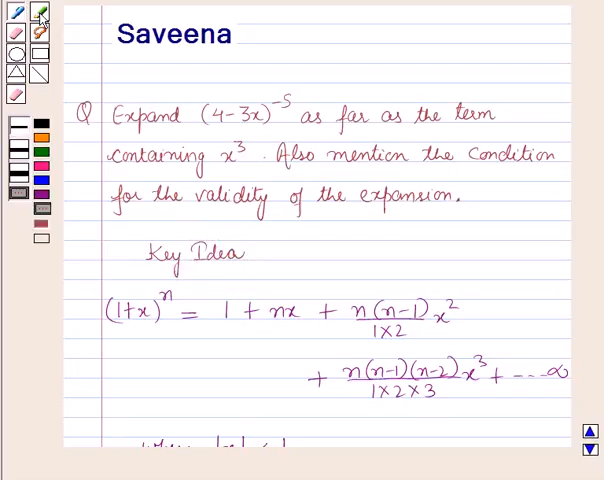 Saveena
Q Expand (4-3x)^-5 as far as the term
containing x^3. Also mention the condition
for the validity of the expansion.
Key Idea
(1+x)^n = 1 + nx + n(n-1)/1×2 x^2
+ n(n-1)(n-2)/1×2×3 x^3 + ---∞